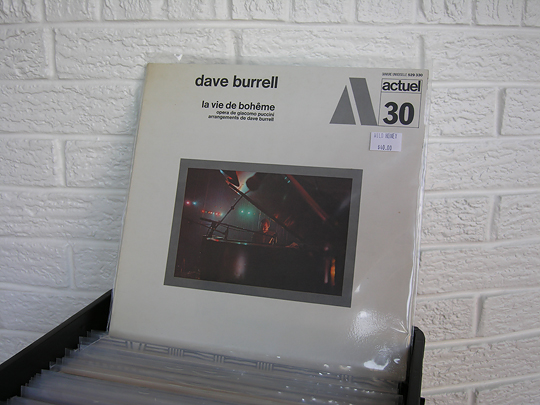 dave burrell
la vie de bohême
opera de giacomo puccini
arrangements de dave burrell
actuel
30
$40.00